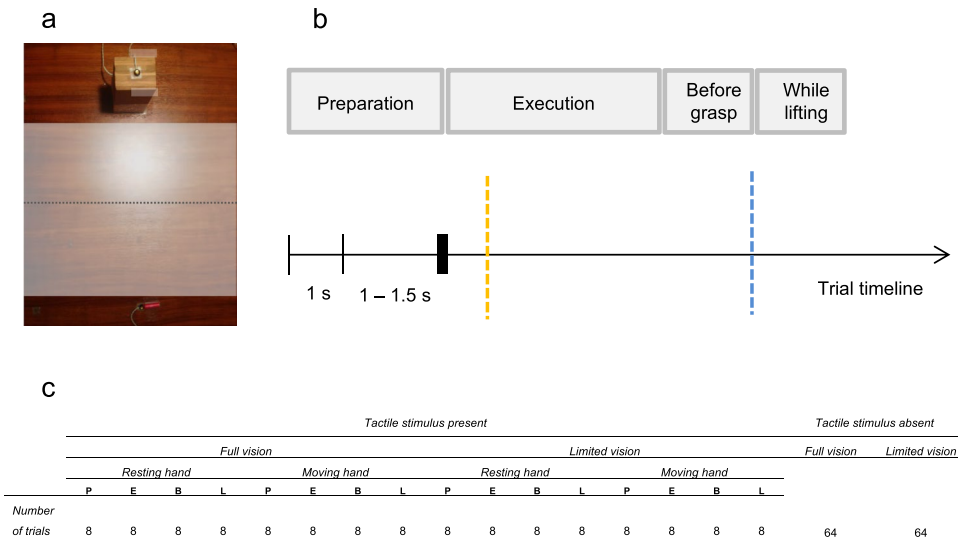 a
b
Preparation
Execution
Before
grasp
While
lifting
1 s
1 – 1.5 s
Trial timeline
c
Tactile stimulus present Tactile stimulus absent
Full vision Limited vision Full vision Limited vision
Resting hand Moving hand Resting hand Moving hand
P E B L P E B L P E B L P E B L
Number
of trials 8 8 8 8 8 8 8 8 8 8 8 8 8 8 8 8 64 64